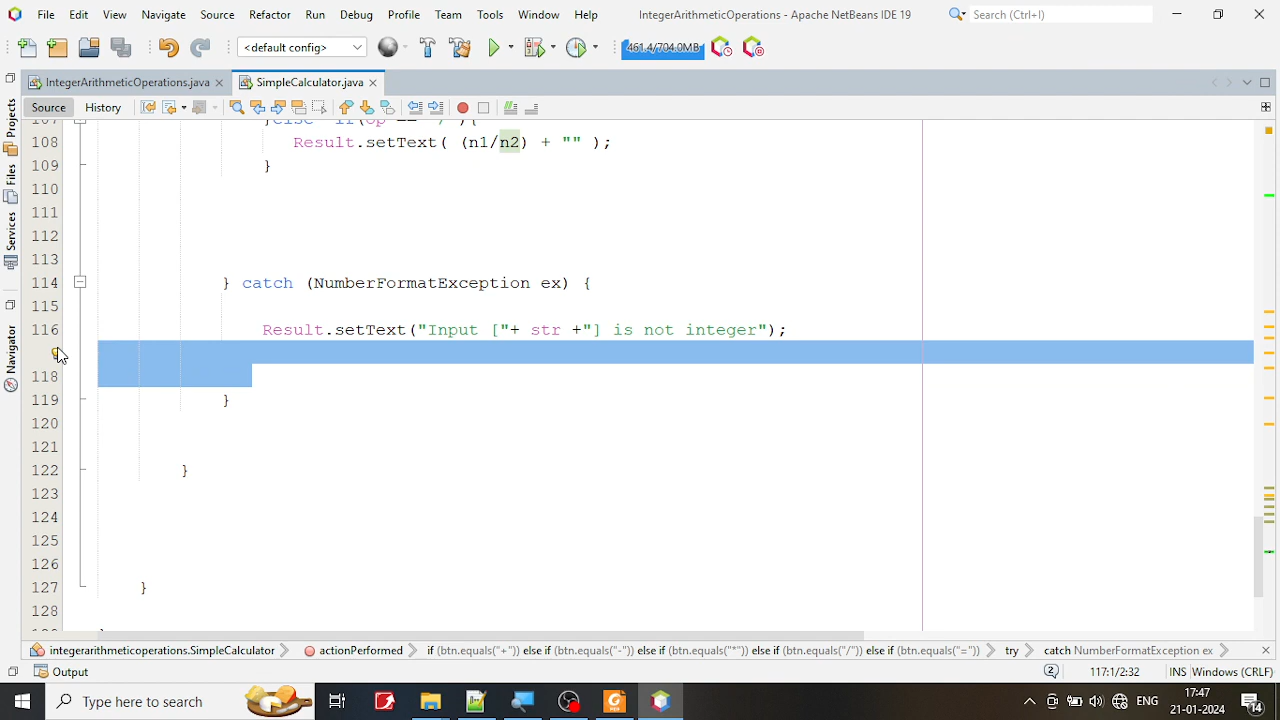 File Edit View Navigate Source Refactor Run Debug Profile Team Tools Window Help IntegerArithmeticOperations - Apache NetBeans IDE 19 Search (Ctrl+I)
<default config> 461.4/704.0MB
IntegerArithmeticOperations.java SimpleCalculator.java
Source History
Projects
Files
Services
Navigator
107 }else if(op == '/'){
108 Result.setText( (n1/n2) + "" );
109 }
110
111
112
113
114 } catch (NumberFormatException ex) {
115
116 Result.setText("Input ["+ str +"] is not integer");
118
119 }
120
121
122 }
123
124
125
126
127 }
128
integerarithmeticoperations.SimpleCalculator actionPerformed if (btn.equals("+")) else if (btn.equals("-")) else if (btn.equals("*")) else if (btn.equals("/")) else if (btn.equals("=")) try catch NumberFormatException ex
Output 2 117:1/2:32 INS Windows (CRLF)
Type here to search ENG 17:47
21-01-2024 14